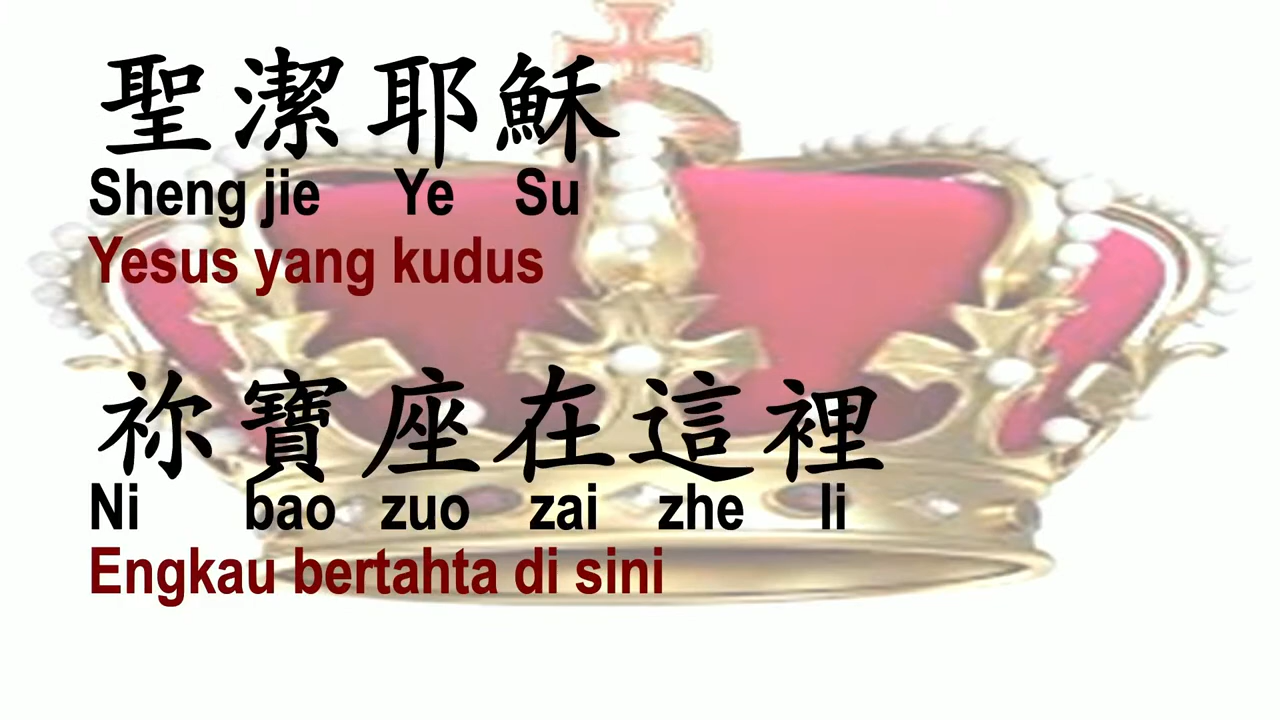 聖潔耶穌
Sheng jie Ye Su
Yesus yang kudus
祢寶座在這裡
Ni bao zuo zai zhe li
Engkau bertahta di sini